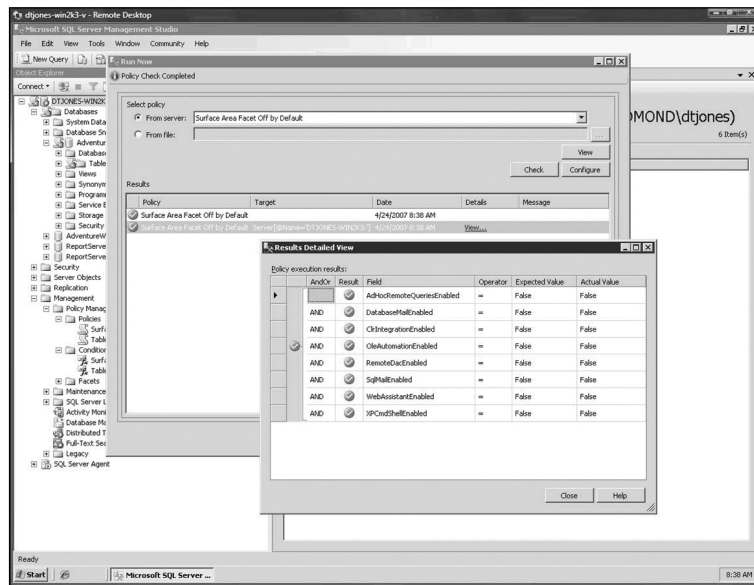 dtjones-win2k3-v - Remote Desktop
Microsoft SQL Server Management Studio
File Edit View Tools Window Community Help
New Query
Run Now
Policy Check Completed
Object Explorer
Connect
DTJONES-WIN2K
Databases
System Data
Database Sn
Adventur
Databas
Table
Views
Synonym
Program
Service E
Storage
Security
AdventureW
ReportServe
ReportServe
Security
Server Objects
Replication
Management
Policy Manag
Policies
Surfa
Table
Condition
Surfa
Table
Facets
Maintenance
SQL Server L
Activity Moni
Database Ma
Distributed T
Full-Text Sea
Legacy
SQL Server Agent
Select policy
From server: Surface Area Facet Off by Default
From file:
...
View
Check Configure
MOND\dtjones)
6 Item(s)
Results
Policy Target Date Details Message
Surface Area Facet Off by Default 4/24/2007 8:38 AM
Surface Area Facet Off by Default Server[@Name='DTJONES-WIN2K3-'] 4/24/2007 8:38 AM View...
Results Detailed View
Policy execution results:
AndOr Result Field Operator Expected Value Actual Value
AdHocRemoteQueriesEnabled = False False
AND DatabaseMailEnabled = False False
AND ClrIntegrationEnabled = False False
AND OleAutomationEnabled = False False
AND RemoteDacEnabled = False False
AND SqlMailEnabled = False False
AND WebAssistantEnabled = False False
AND XPCmdShellEnabled = False False
Close Help
Ready
Start Microsoft SQL Server ... 8:38 AM